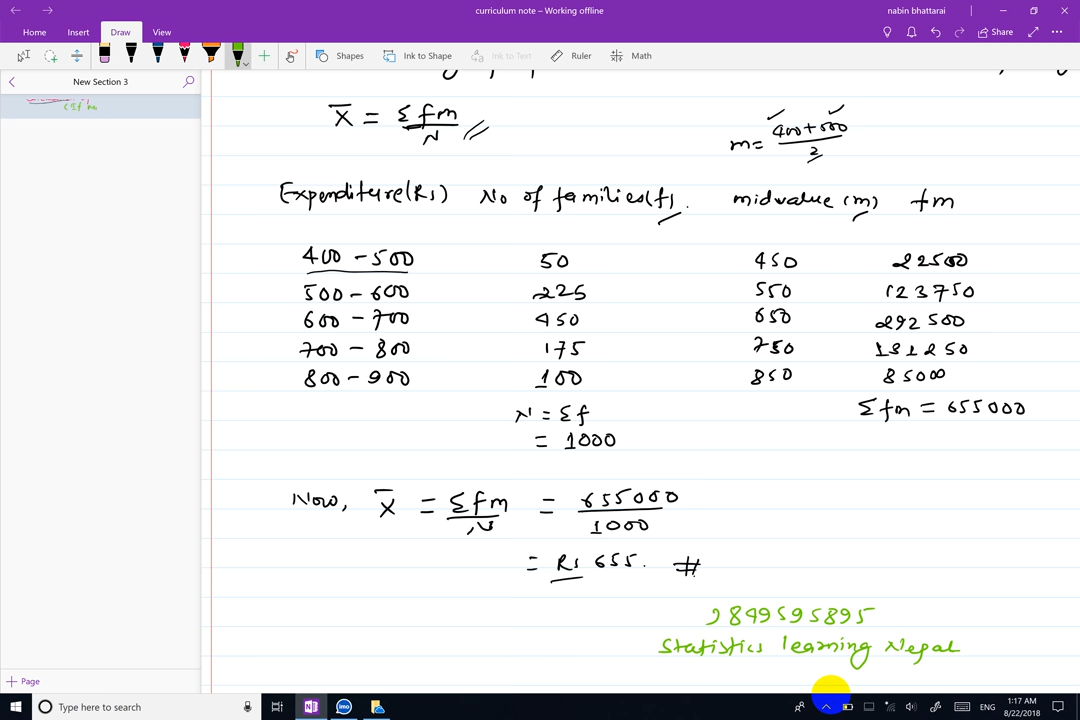 curriculum note – Working offline
nabin bhattarai
Home Insert Draw View
Share
Shapes Ink to Shape Ink to Text Ruler Math
New Section 3
X̄ = Σfm/N
m = 400+500/2
Expenditure(Rs) No of families(f). midvalue (m) fm
400 – 500 50 450 22500
500 – 600 225 550 123750
600 – 700 450 650 292500
700 – 800 175 750 131250
800 – 900 100 850 85000
N = Σf Σfm = 655000
= 1000
Now, X̄ = Σfm/N = 655000/1000
= Rs 655. #
9849595895
Statistics learning Nepal
Page
Type here to search
ENG
1:17 AM
8/22/2018